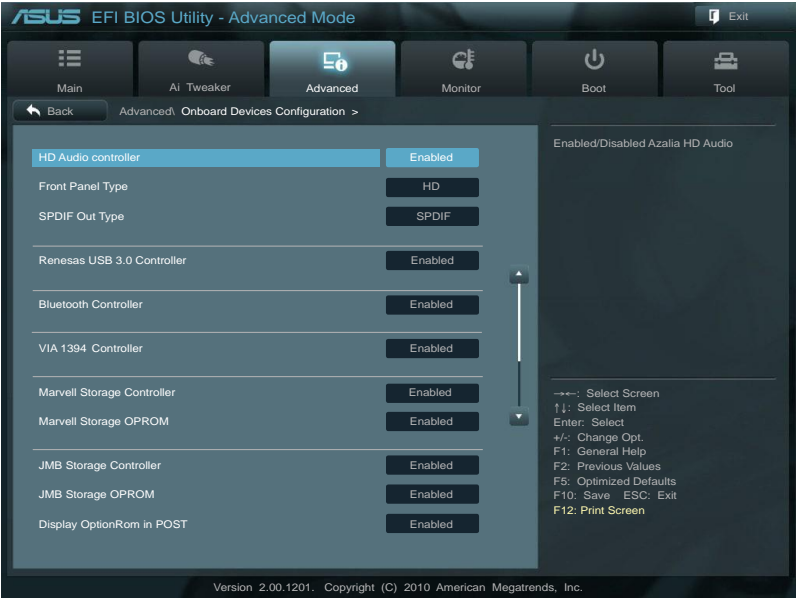 ASUS EFI BIOS Utility - Advanced Mode
Exit
Main Ai Tweaker Advanced Monitor Boot Tool
Back Advanced\ Onboard Devices Configuration >
Enabled/Disabled Azalia HD Audio
HD Audio controller Enabled
Front Panel Type HD
SPDIF Out Type SPDIF
Renesas USB 3.0 Controller Enabled
Bluetooth Controller Enabled
VIA 1394 Controller Enabled
Marvell Storage Controller Enabled
Marvell Storage OPROM Enabled
JMB Storage Controller Enabled
JMB Storage OPROM Enabled
Display OptionRom in POST Enabled
→←: Select Screen
↑↓: Select Item
Enter: Select
+/-: Change Opt.
F1: General Help
F2: Previous Values
F5: Optimized Defaults
F10: Save ESC: Exit
F12: Print Screen
Version 2.00.1201. Copyright (C) 2010 American Megatrends, Inc.